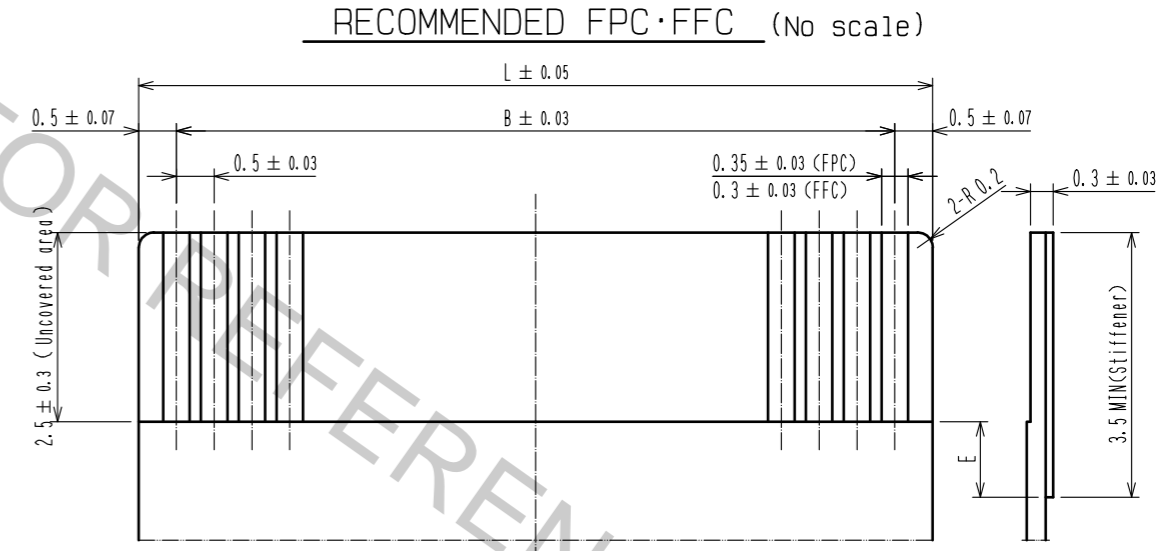 RECOMMENDED FPC·FFC (No scale)
L ± 0.05
0.5 ± 0.07
B ± 0.03
0.5 ± 0.07
0.5 ± 0.03
0.35 ± 0.03 (FPC)
0.3 ± 0.03 (FFC)
2-R 0.2
0.3 ± 0.03
2.5 ± 0.3 ( Uncovered area )
E
3.5 MIN(Stiffener)
FOR REFEREN